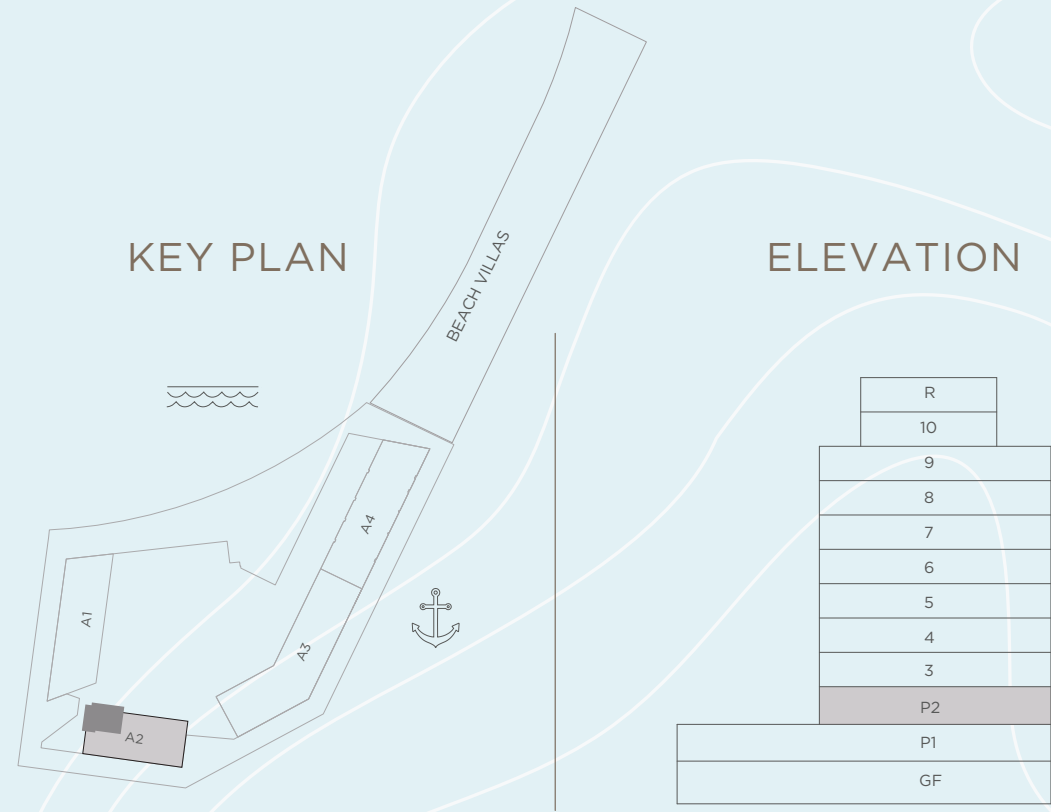 KEY PLAN
ELEVATION
BEACH VILLAS
A4
A1
A3
A2
R
10
9
8
7
6
5
4
3
P2
P1
GF